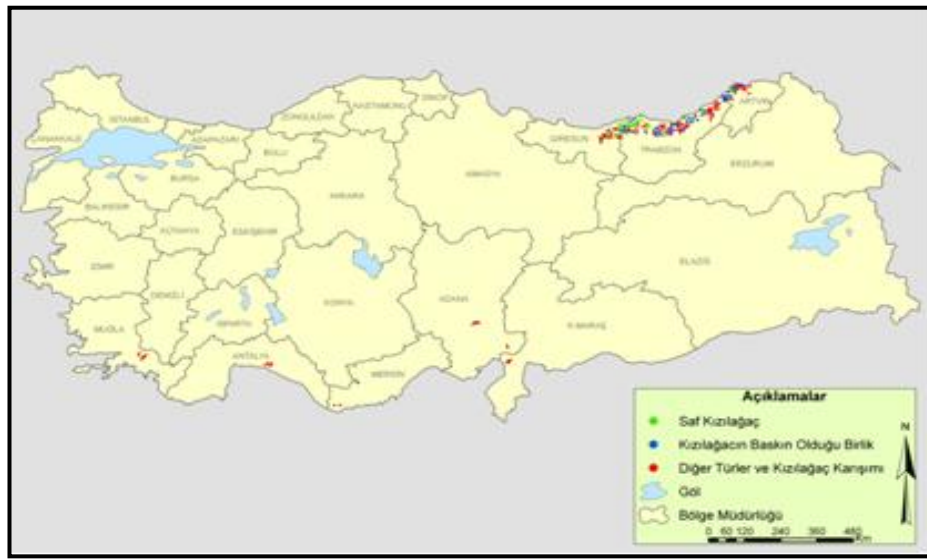 SİNOP
KASTAMONU
ZONGULDAK
İSTANBUL
ÇANAKKALE
ADAPAZARI
BOLU
ARTVİN
GİRESUN
TRABZON
ERZURUM
BURSA
AMASYA
ANKARA
BALIKESİR
KÜTAHYA
ESKİŞEHİR
ELAZIĞ
İZMİR
DENİZLİ
KONYA
ADANA
ISPARTA
K.MARAŞ
MUĞLA
ANTALYA
MERSİN
Açıklamalar
Saf Kızılağaç
Kızılağacın Baskın Olduğu Birlik
Diğer Türler ve Kızılağaç Karışımı
Göl
Bölge Müdürlüğü
N
0 60 120 240 360 480
Km